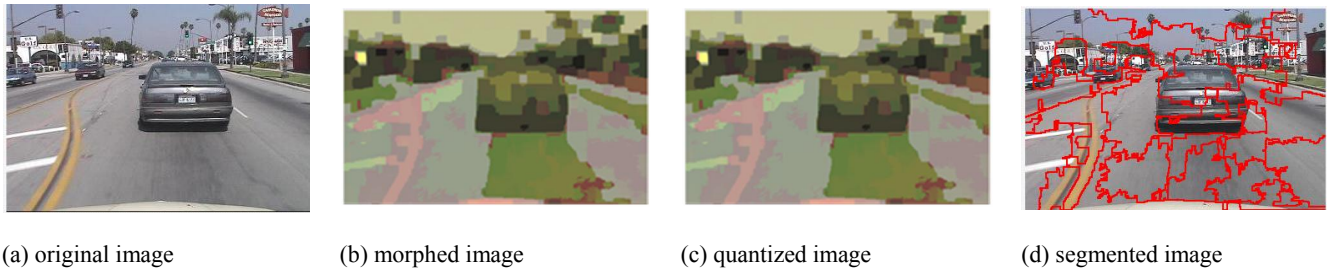 (a) original image
(b) morphed image
(c) quantized image
(d) segmented image